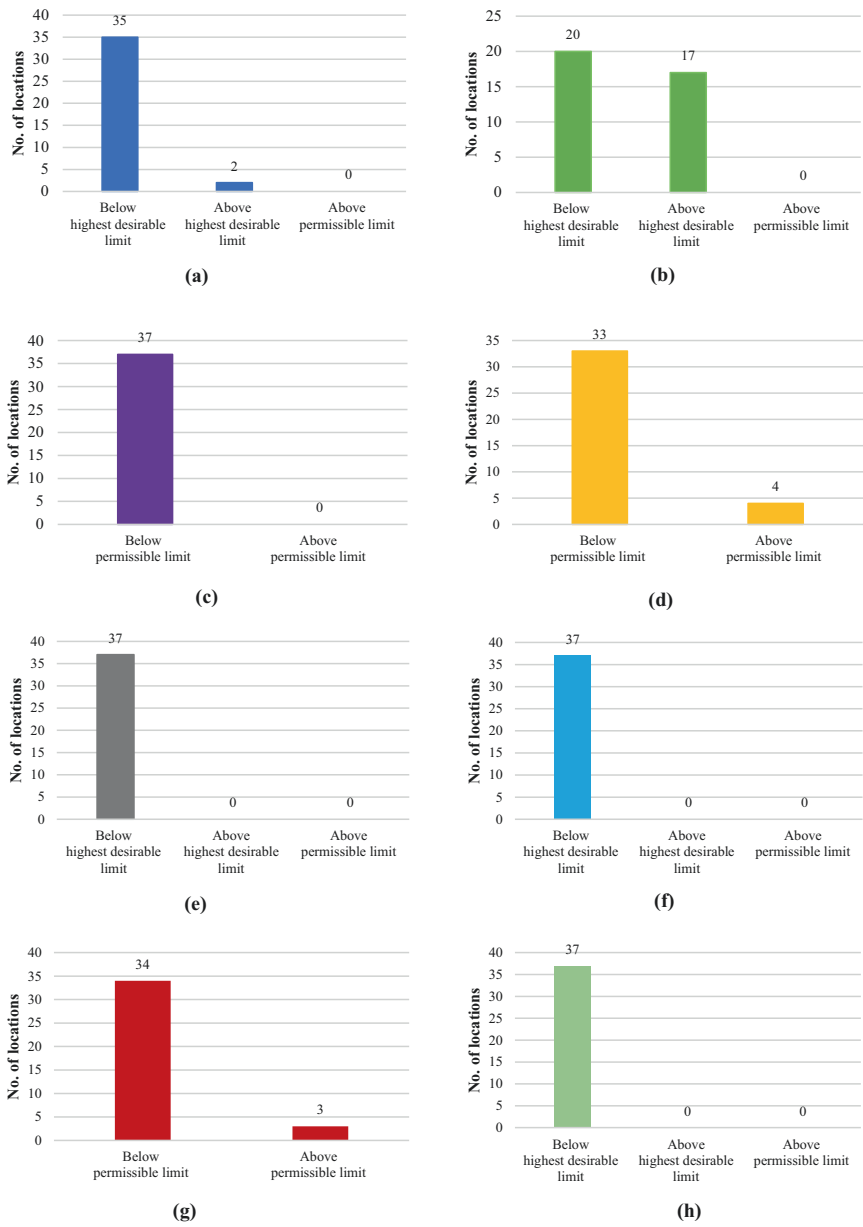 No. of locations
40
35
30
25
20
15
10
5
0
35
2
0
Below
highest desirable
limit
Above
highest desirable
limit
Above
permissible limit
(a)
No. of locations
25
20
15
10
5
0
20
17
0
Below
highest desirable
limit
Above
highest desirable
limit
Above
permissible limit
(b)
No. of locations
40
35
30
25
20
15
10
5
0
37
0
Below
permissible limit
Above
permissible limit
(c)
No. of locations
35
30
25
20
15
10
5
0
33
4
Below
permissible limit
Above
permissible limit
(d)
No. of locations
40
35
30
25
20
15
10
5
0
37
0
0
Below
highest desirable
limit
Above
highest desirable
limit
Above
permissible limit
(e)
No. of locations
40
35
30
25
20
15
10
5
0
37
0
0
Below
highest desirable
limit
Above
highest desirable
limit
Above
permissible limit
(f)
No. of locations
40
35
30
25
20
15
10
5
0
34
3
Below
permissible limit
Above
permissible limit
(g)
No. of locations
40
35
30
25
20
15
10
5
0
37
0
0
Below
highest desirable
limit
Above
highest desirable
limit
Above
permissible limit
(h)